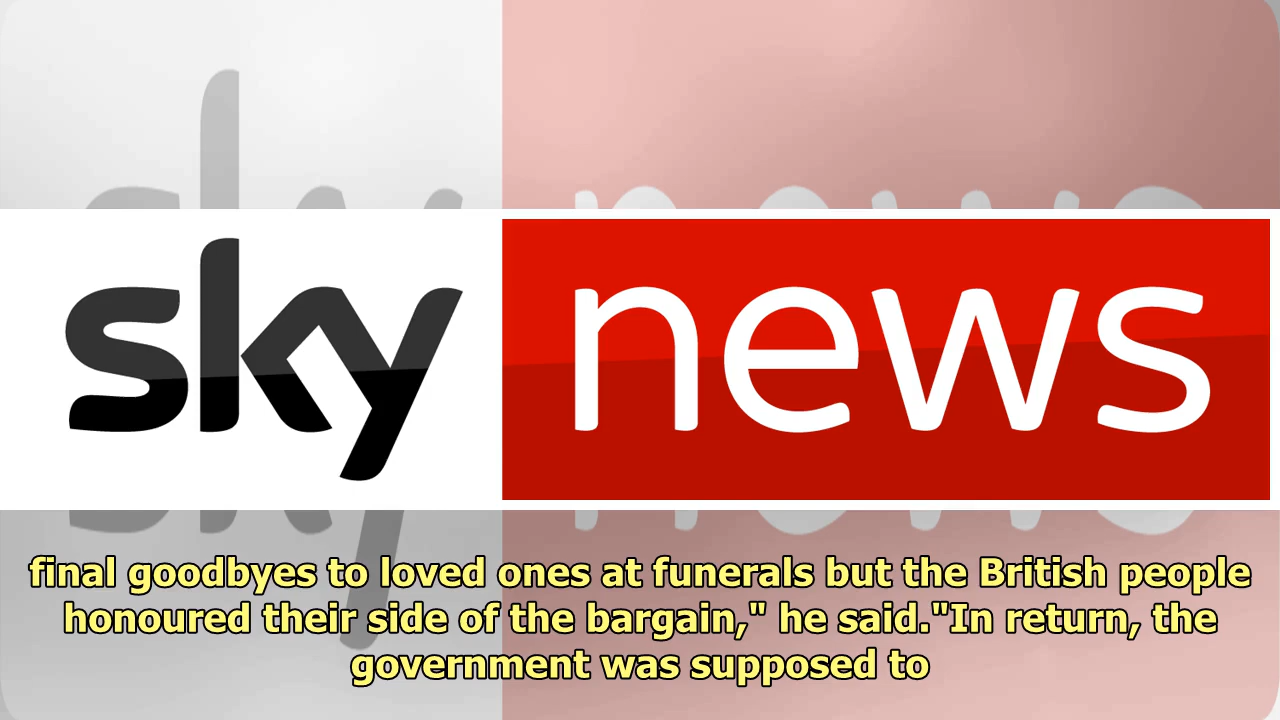 sky news
final goodbyes to loved ones at funerals but the British people
honoured their side of the bargain," he said."In return, the
government was supposed to